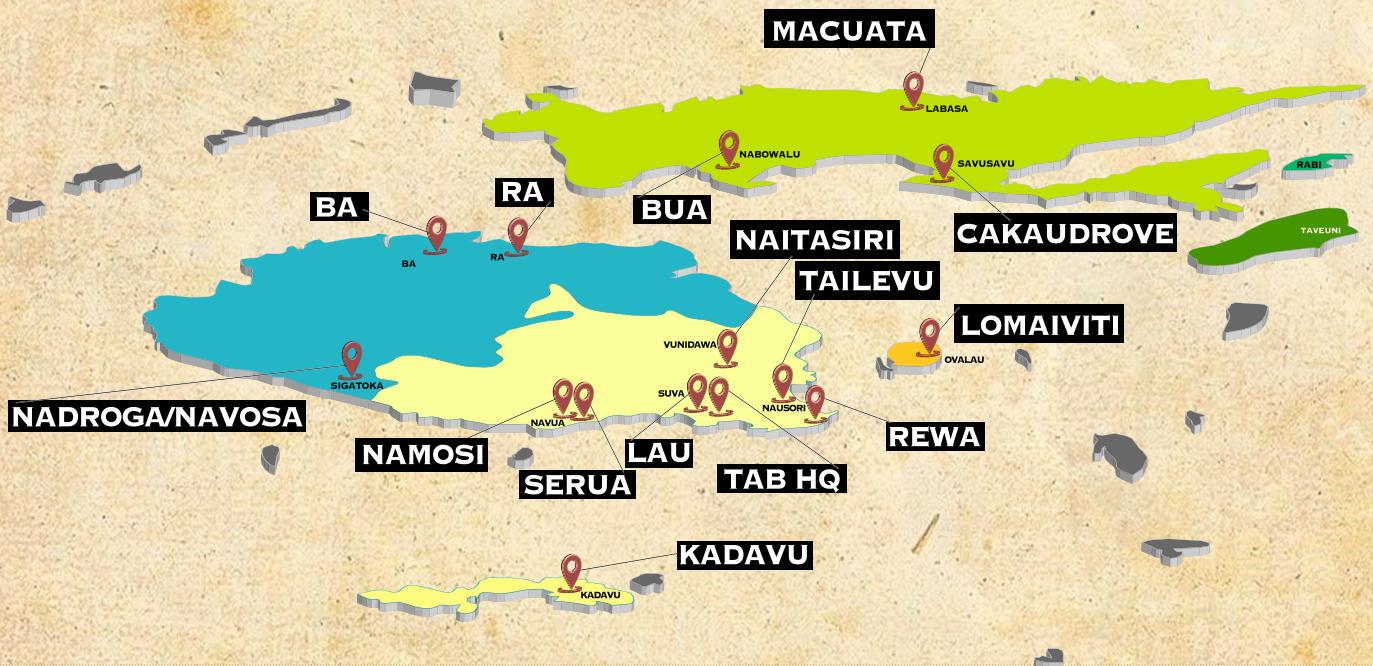 MACUATA
LABASA
NABOWALU
SAVUSAVU
RABI
BA
RA
BUA
CAKAUDROVE
TAVEUNI
NAITASIRI
BA
RA
TAILEVU
LOMAIVITI
VUNIDAWA
OVALAU
SIGATOKA
SUVA
NAUSORI
NADROGA/NAVOSA
NAVUA
REWA
NAMOSI
LAU
SERUA
TAB HQ
KADAVU
KADAVU